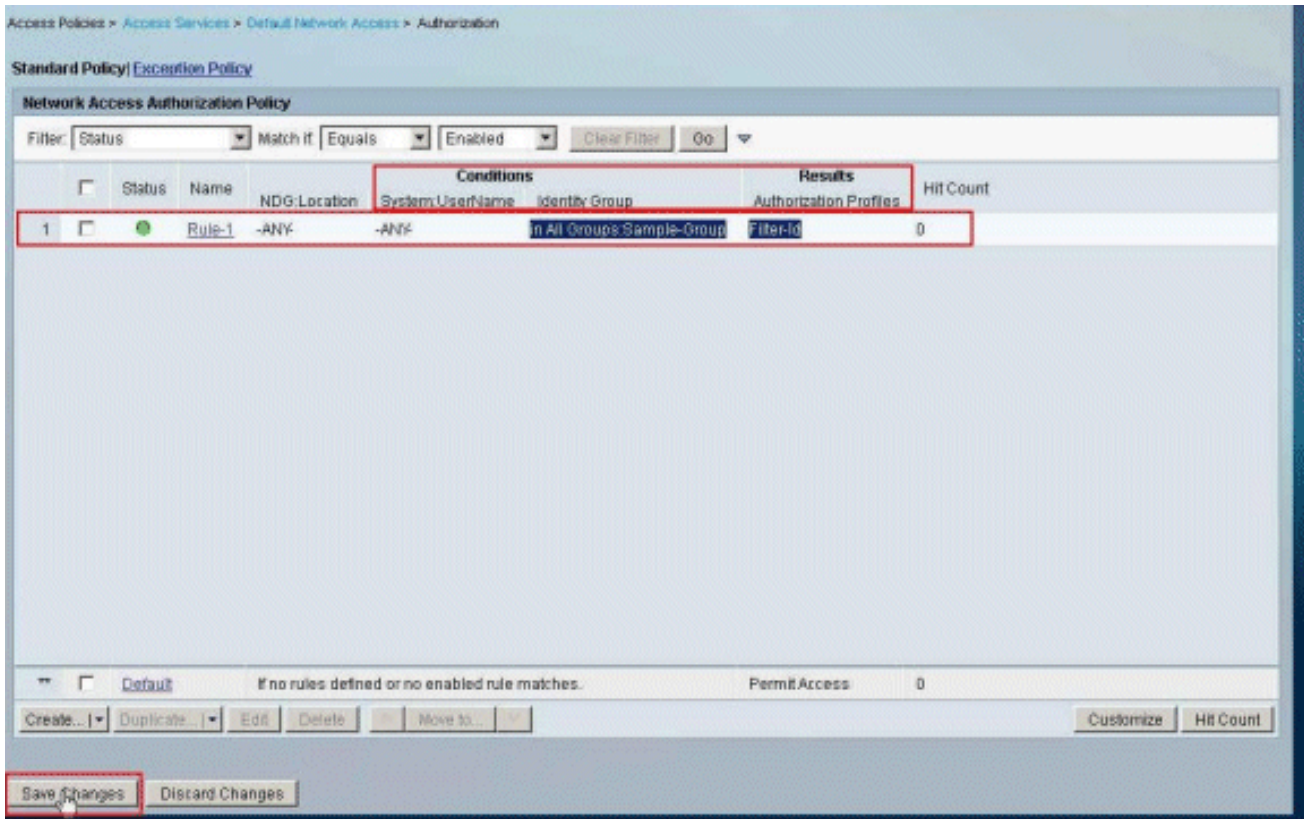 Access Policies > Access Services > Default Network Access > Authorization
Standard Policy| Exception Policy
Network Access Authorization Policy
Filter: Status Match if: Equals Enabled Clear Filter Go
Conditions Results
Status Name NDG:Location System:UserName Identity Group Authorization Profiles Hit Count
1 Rule-1 -ANY- -ANY- in All Groups:Sample-Group Filter-Id 0
** Default If no rules defined or no enabled rule matches. Permit Access 0
Create... Duplicate... Edit Delete Move to... Customize Hit Count
Save Changes Discard Changes